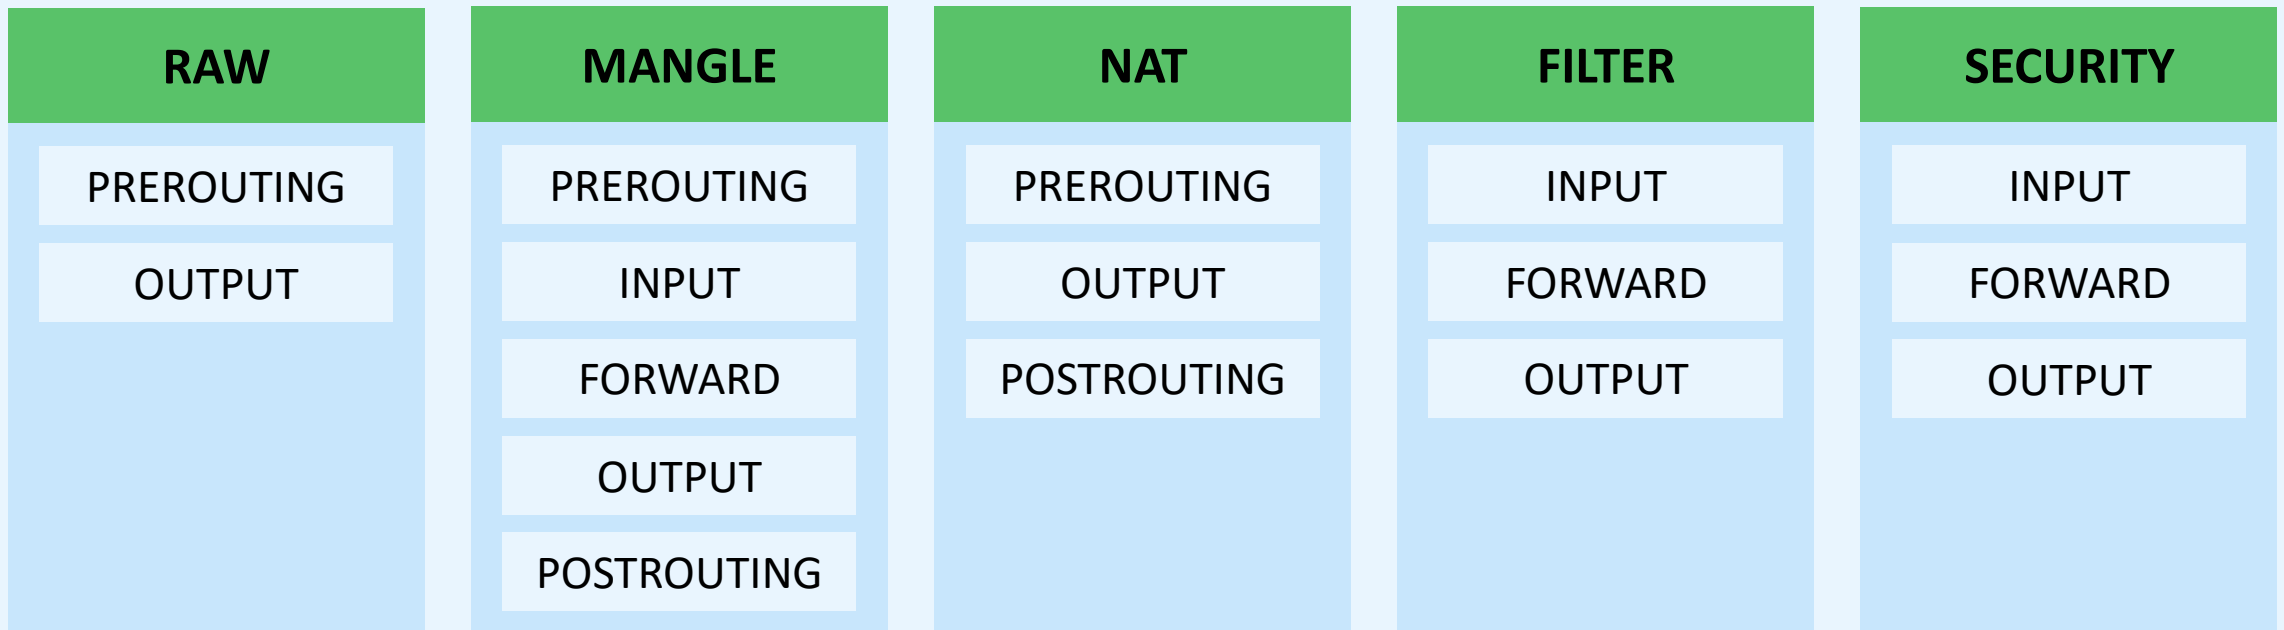 RAW
PREROUTING
OUTPUT
MANGLE
PREROUTING
INPUT
FORWARD
OUTPUT
POSTROUTING
NAT
PREROUTING
OUTPUT
POSTROUTING
FILTER
INPUT
FORWARD
OUTPUT
SECURITY
INPUT
FORWARD
OUTPUT